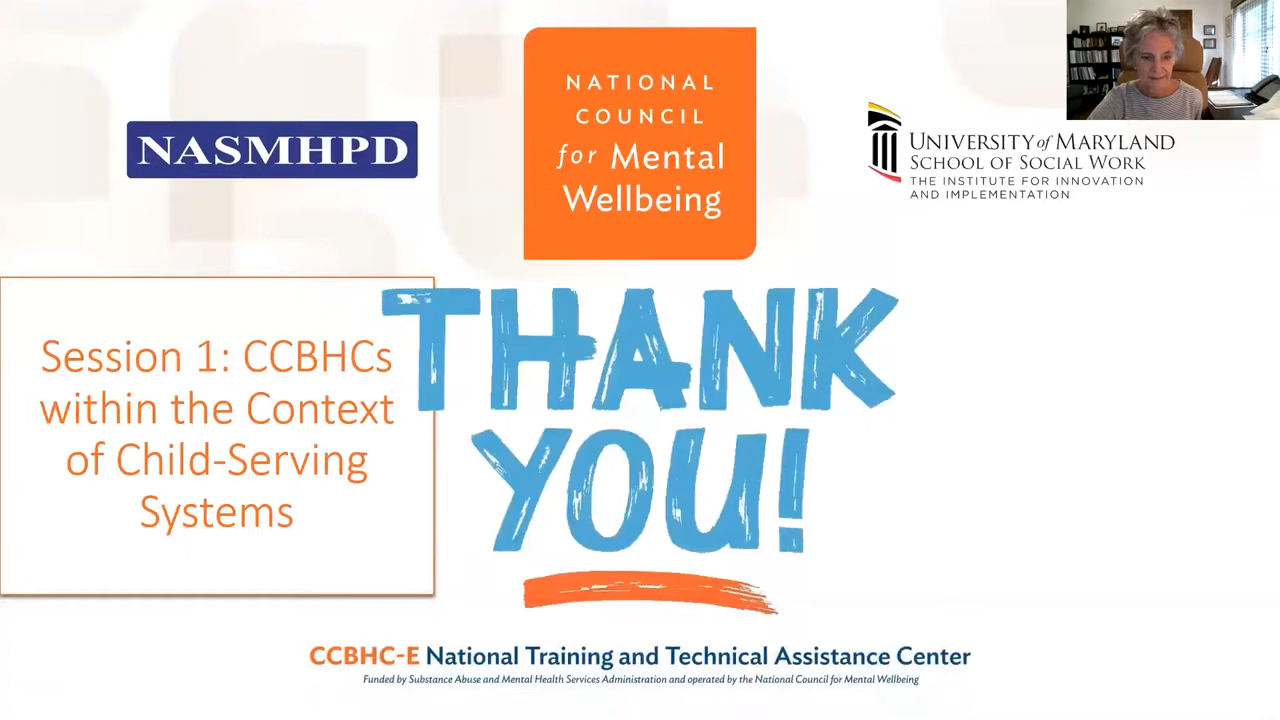 NASMHPD
NATIONAL
COUNCIL
for Mental
Wellbeing
UNIVERSITY of MARYLAND
SCHOOL OF SOCIAL WORK
THE INSTITUTE FOR INNOVATION
AND IMPLEMENTATION
Session 1: CCBHCs
within the Context
of Child-Serving
Systems
THANK
YOU!
CCBHC-E National Training and Technical Assistance Center
Funded by Substance Abuse and Mental Health Services Administration and operated by the National Council for Mental Wellbeing